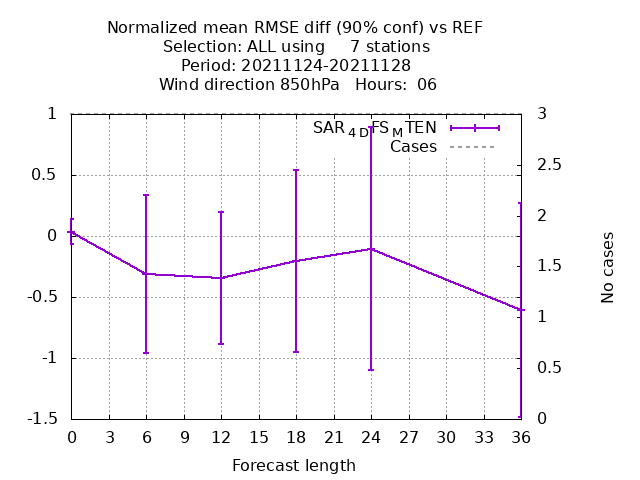 Normalized mean RMSE diff (90% conf) vs REF
Selection: ALL using     7 stations
Period: 20211124-20211128
Wind direction 850hPa   Hours:  06
1 3
SAR4DFSMTEN
Cases
0.5 2.5
0 2
-0.5 1.5
-1 1
0.5
-1.5 0
No cases
0 3 6 9 12 15 18 21 24 27 30 33 36
Forecast length